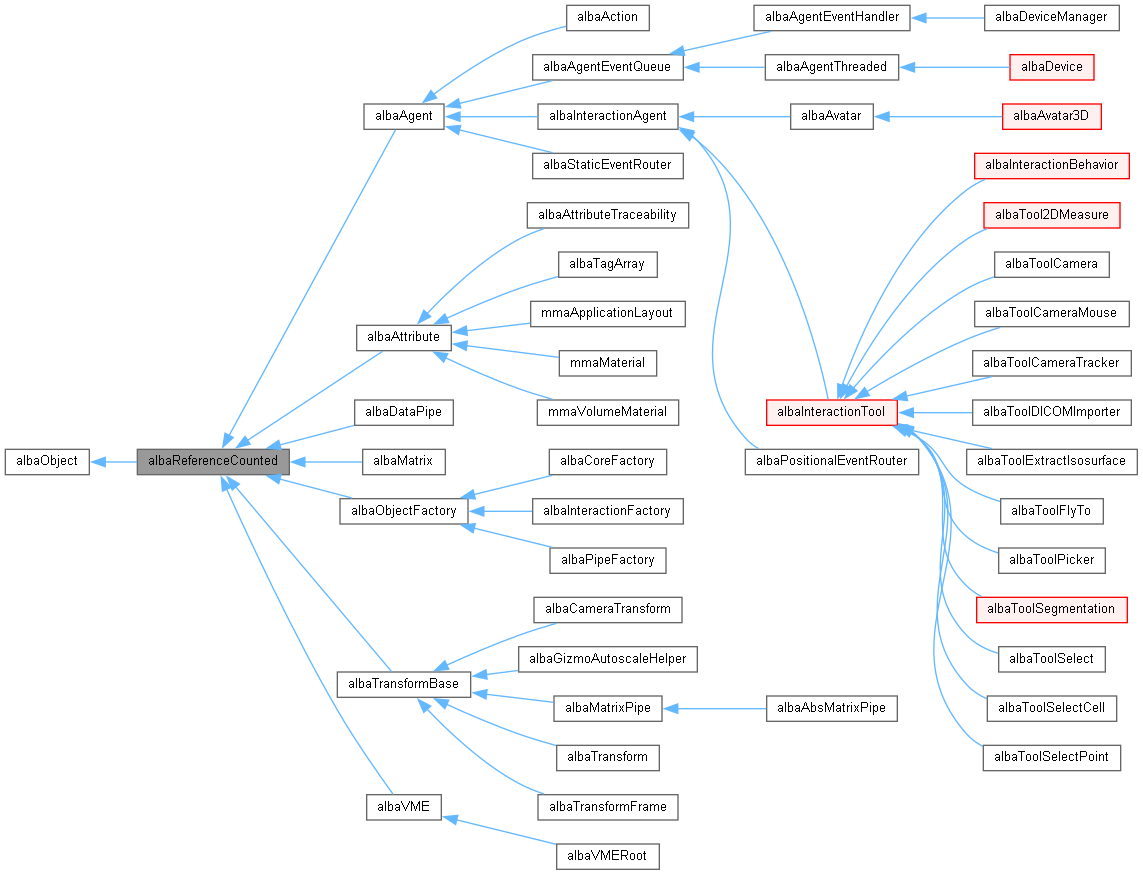 albaObject
albaReferenceCounted
albaAgent
albaAction
albaAgentEventQueue
albaAgentEventHandler
albaDeviceManager
albaAgentThreaded
albaDevice
albaInteractionAgent
albaAvatar
albaAvatar3D
albaInteractionTool
albaInteractionBehavior
albaTool2DMeasure
albaToolCamera
albaToolCameraMouse
albaToolCameraTracker
albaToolDICOMImporter
albaToolExtractIsosurface
albaToolFlyTo
albaToolPicker
albaToolSegmentation
albaToolSelect
albaToolSelectCell
albaToolSelectPoint
albaPositionalEventRouter
albaStaticEventRouter
albaAttribute
albaAttributeTraceability
albaTagArray
mmaApplicationLayout
mmaMaterial
mmaVolumeMaterial
albaDataPipe
albaMatrix
albaObjectFactory
albaCoreFactory
albaInteractionFactory
albaPipeFactory
albaTransformBase
albaCameraTransform
albaGizmoAutoscaleHelper
albaMatrixPipe
albaAbsMatrixPipe
albaTransform
albaTransformFrame
albaVME
albaVMERoot